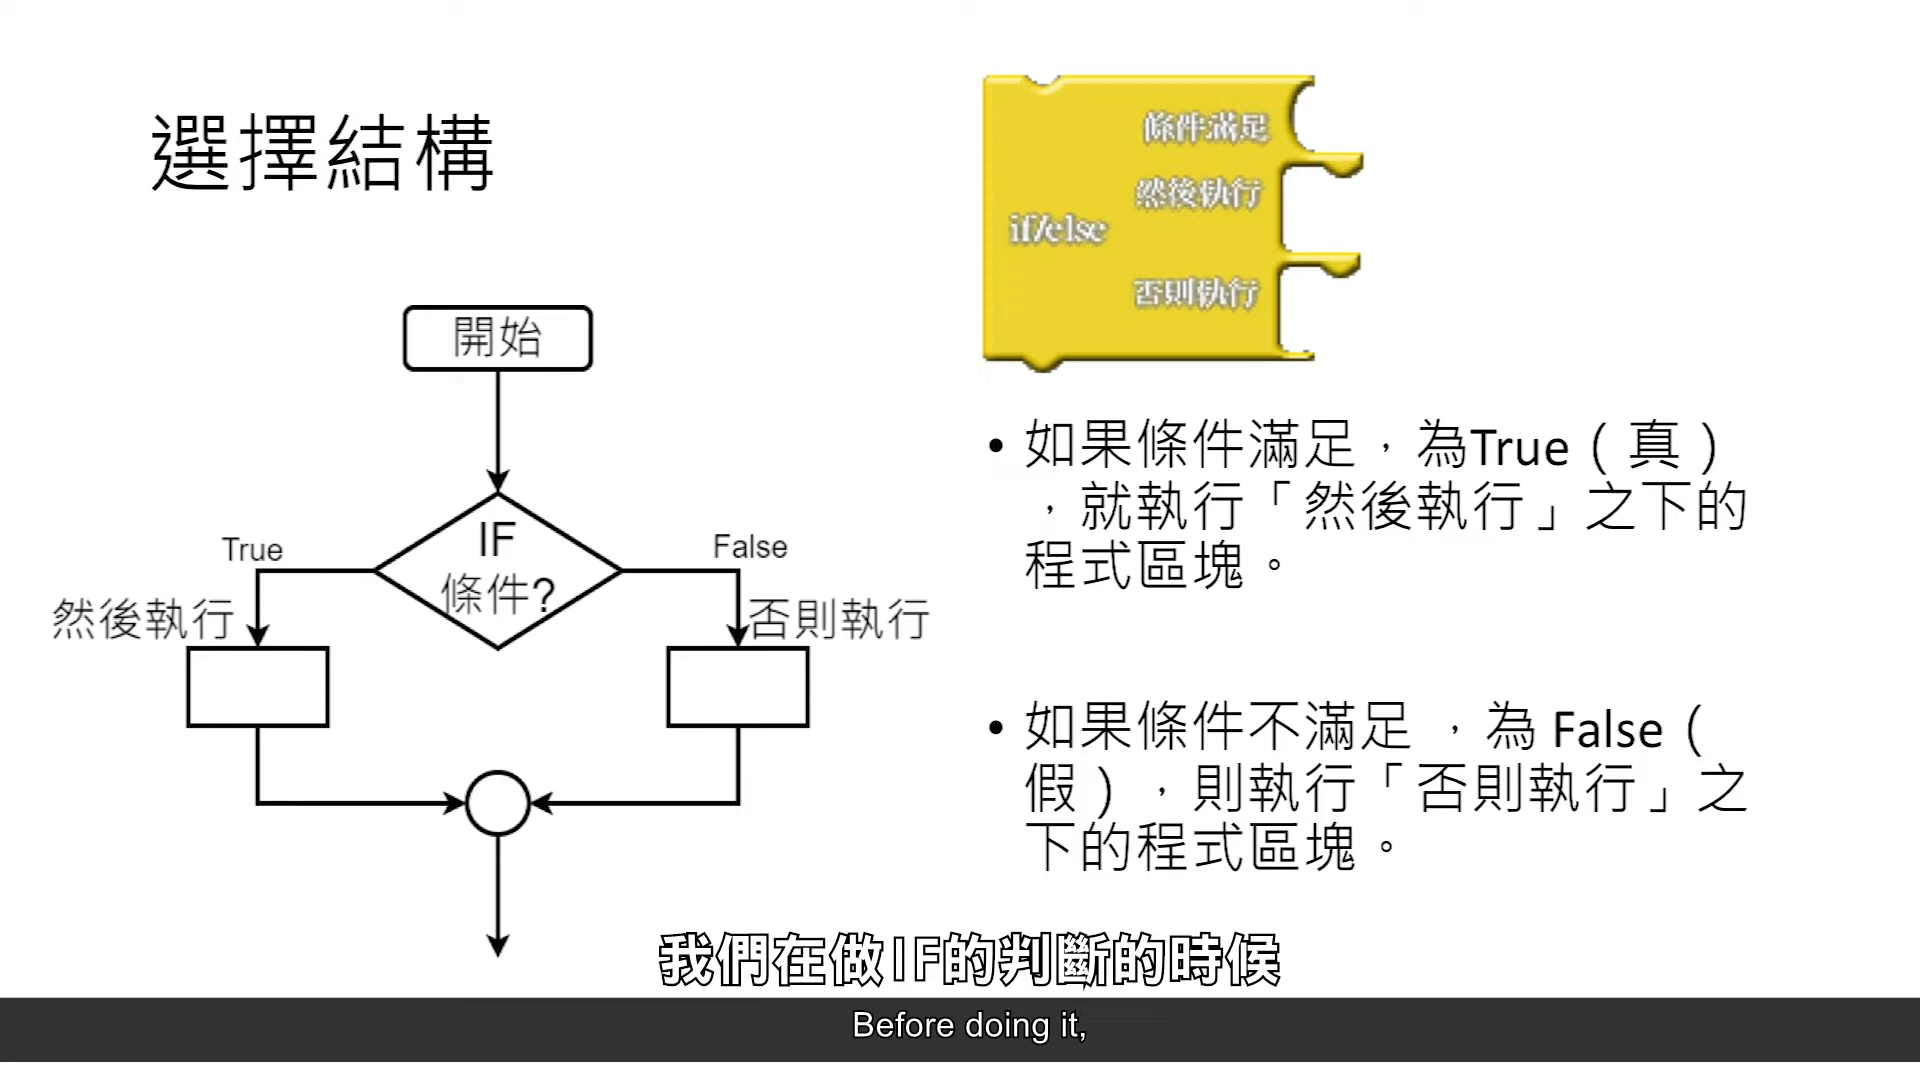 選擇結構
條件滿足
然後執行
if/else
否則執行
開始
IF
條件?
True
False
然後執行
否則執行
• 如果條件滿足，為True（真）
，就執行「然後執行」之下的
程式區塊。
• 如果條件不滿足，為 False（
假），則執行「否則執行」之
下的程式區塊。
我們在做IF的判斷的時候
Before doing it,